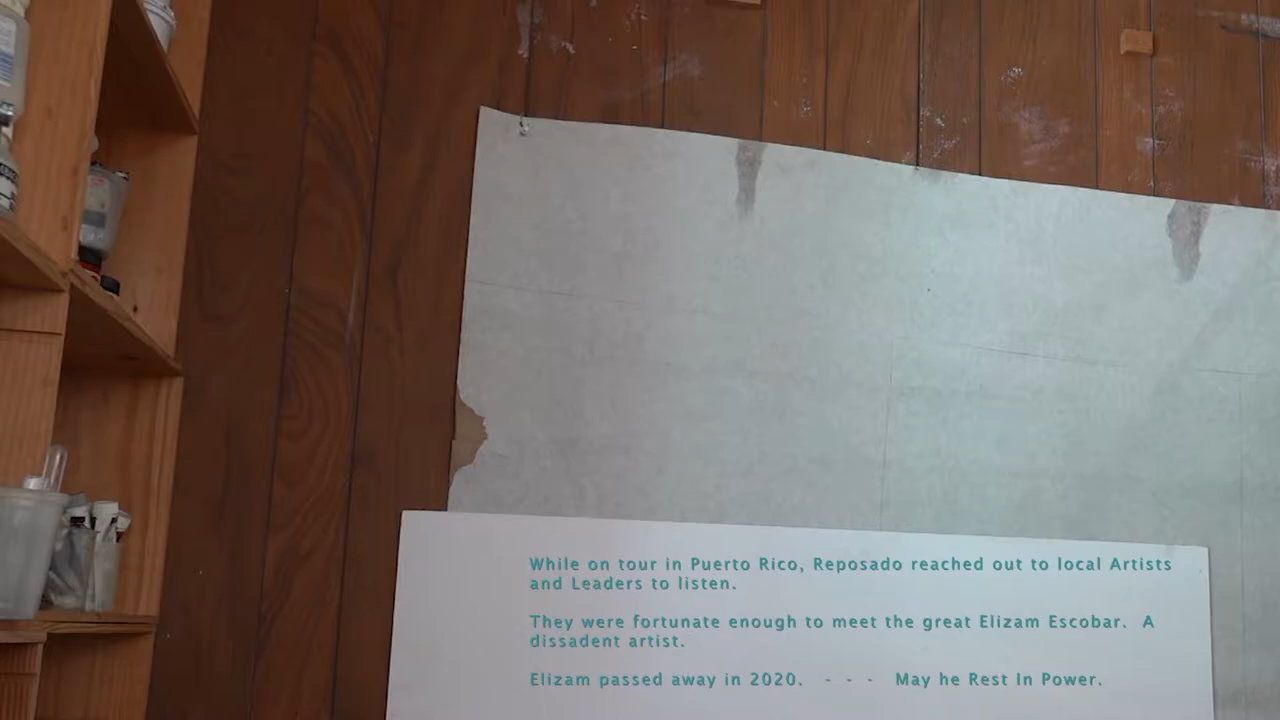 While on tour in Puerto Rico, Reposado reached out to local Artists
and Leaders to listen.
They were fortunate enough to meet the great Elizam Escobar.  A
dissadent artist.
Elizam passed away in 2020.   - - -   May he Rest In Power.